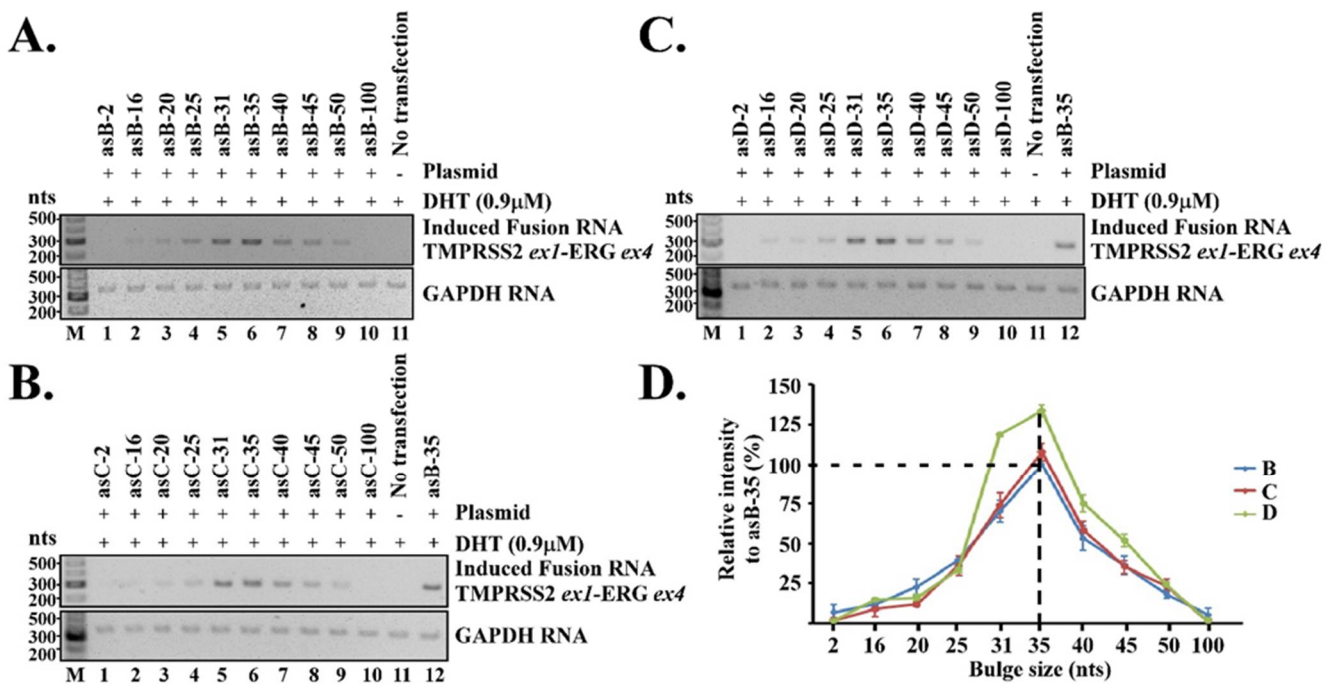 A.
asB-2 asB-16 asB-20 asB-25 asB-31 asB-35 asB-40 asB-45 asB-50 asB-100 No transfection
+ + + + + + + + + + - Plasmid
nts + + + + + + + + + + + DHT (0.9µM)
500
300
200
Induced Fusion RNA
TMPRSS2 ex1-ERG ex4
500
300
200
GAPDH RNA
M 1 2 3 4 5 6 7 8 9 10 11
B.
asC-2 asC-16 asC-20 asC-25 asC-31 asC-35 asC-40 asC-45 asC-50 asC-100 No transfection asB-35
+ + + + + + + + + + - + Plasmid
nts + + + + + + + + + + + + DHT (0.9µM)
500
300
200
Induced Fusion RNA
TMPRSS2 ex1-ERG ex4
500
300
200
GAPDH RNA
M 1 2 3 4 5 6 7 8 9 10 11 12
C.
asD-2 asD-16 asD-20 asD-25 asD-31 asD-35 asD-40 asD-45 asD-50 asD-100 No transfection asB-35
+ + + + + + + + + + - + Plasmid
nts + + + + + + + + + + + + DHT (0.9µM)
500
300
200
Induced Fusion RNA
TMPRSS2 ex1-ERG ex4
500
300
200
GAPDH RNA
M 1 2 3 4 5 6 7 8 9 10 11 12
D.
Relative intensity
to asB-35 (%)
150
125
100
75
50
25
2 16 20 25 31 35 40 45 50 100
Bulge size (nts)
B
C
D